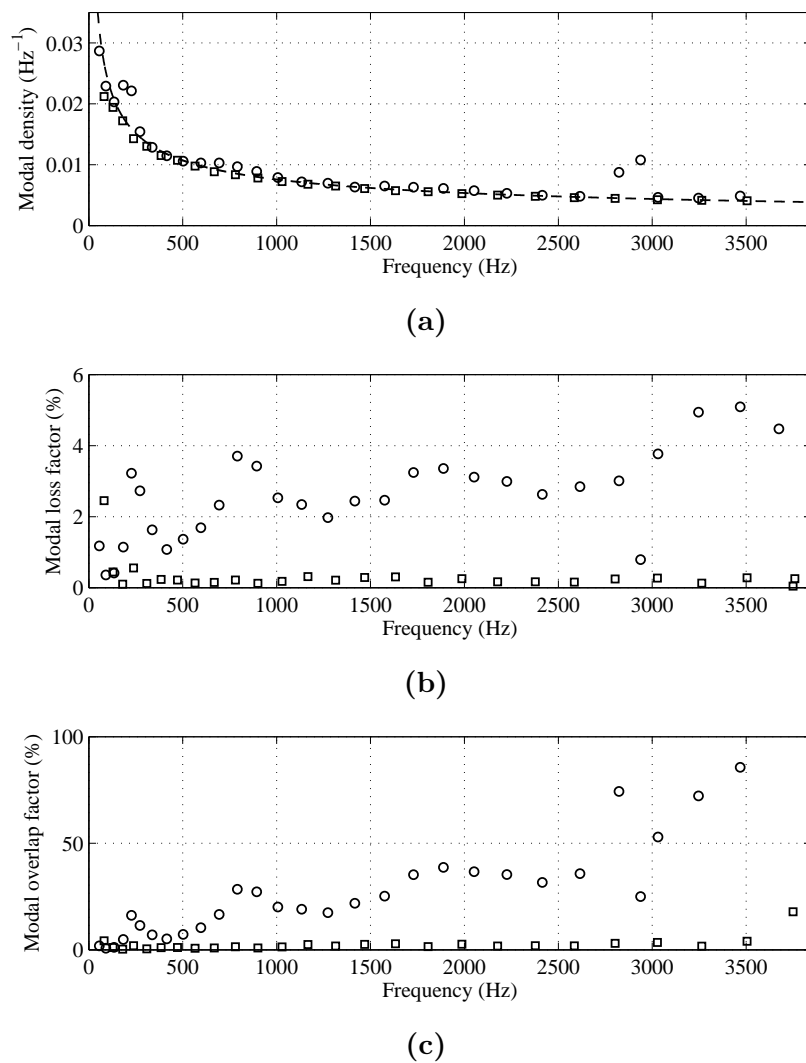 0.03
0.02
0.01
0
Modal density (Hz⁻¹)
0 500 1000 1500 2000 2500 3000 3500
Frequency (Hz)
(a)
6
4
2
0
Modal loss factor (%)
0 500 1000 1500 2000 2500 3000 3500
Frequency (Hz)
(b)
100
50
0
Modal overlap factor (%)
0 500 1000 1500 2000 2500 3000 3500
Frequency (Hz)
(c)